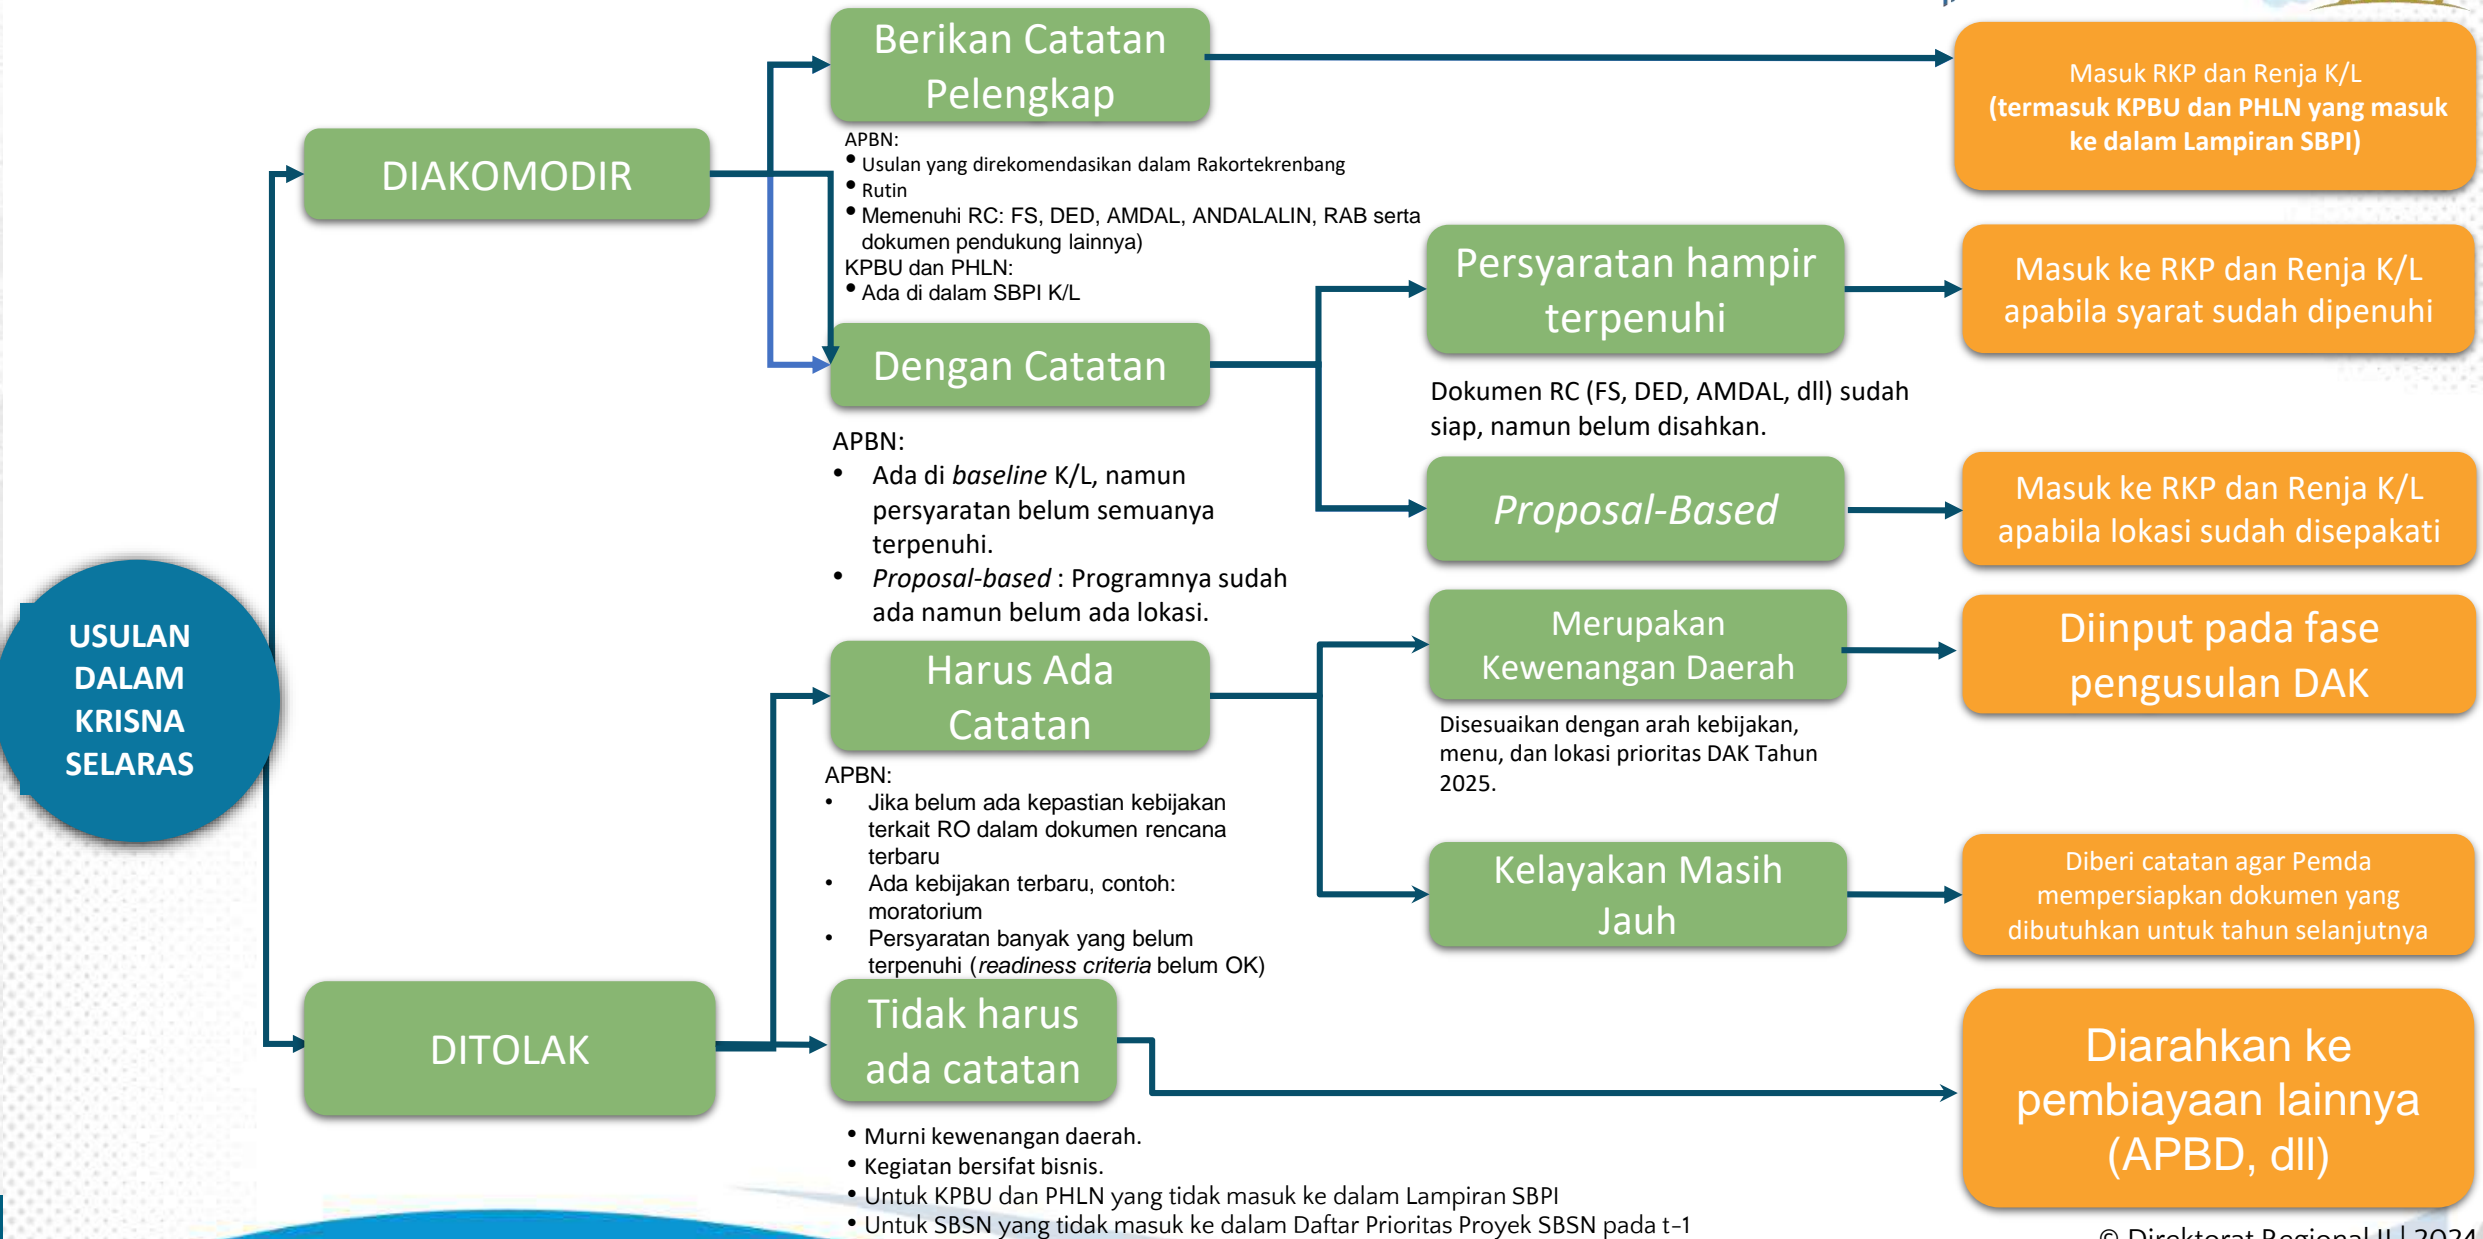 USULAN
DALAM
KRISNA
SELARAS
DIAKOMODIR
Berikan Catatan
Pelengkap
APBN:
• Usulan yang direkomendasikan dalam Rakortekrenbang
• Rutin
• Memenuhi RC: FS, DED, AMDAL, ANDALALIN, RAB serta
dokumen pendukung lainnya)
KPBU dan PHLN:
• Ada di dalam SBPI K/L
Masuk RKP dan Renja K/L
(termasuk KPBU dan PHLN yang masuk
ke dalam Lampiran SBPI)
Dengan Catatan
APBN:
• Ada di baseline K/L, namun
persyaratan belum semuanya
terpenuhi.
• Proposal-based : Programnya sudah
ada namun belum ada lokasi.
Persyaratan hampir
terpenuhi
Dokumen RC (FS, DED, AMDAL, dll) sudah
siap, namun belum disahkan.
Masuk ke RKP dan Renja K/L
apabila syarat sudah dipenuhi
Proposal-Based
Masuk ke RKP dan Renja K/L
apabila lokasi sudah disepakati
DITOLAK
Harus Ada
Catatan
APBN:
• Jika belum ada kepastian kebijakan
terkait RO dalam dokumen rencana
terbaru
• Ada kebijakan terbaru, contoh:
moratorium
• Persyaratan banyak yang belum
terpenuhi (readiness criteria belum OK)
Merupakan
Kewenangan Daerah
Disesuaikan dengan arah kebijakan,
menu, dan lokasi prioritas DAK Tahun
2025.
Diinput pada fase
pengusulan DAK
Kelayakan Masih
Jauh
Diberi catatan agar Pemda
mempersiapkan dokumen yang
dibutuhkan untuk tahun selanjutnya
Tidak harus
ada catatan
• Murni kewenangan daerah.
• Kegiatan bersifat bisnis.
• Untuk KPBU dan PHLN yang tidak masuk ke dalam Lampiran SBPI
• Untuk SBSN yang tidak masuk ke dalam Daftar Prioritas Proyek SBSN pada t-1
Diarahkan ke
pembiayaan lainnya
(APBD, dll)
© Direktorat Regional II | 2024